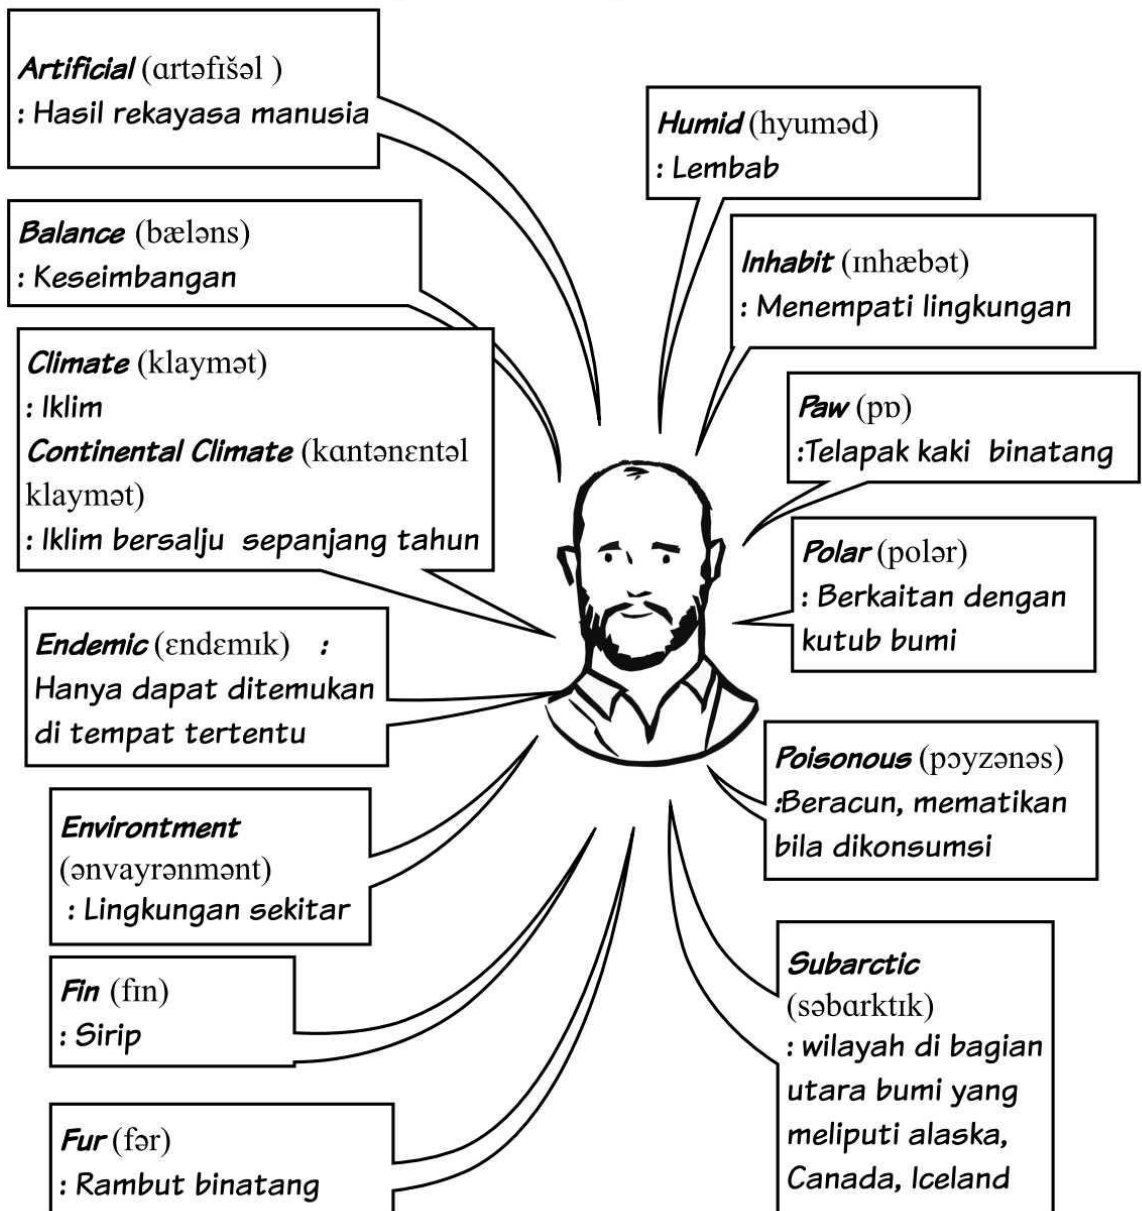 Artificial (ɑrtəfɪšəl )
: Hasil rekayasa manusia
Balance (bæləns)
: Keseimbangan
Climate (klaymət)
: Iklim
Continental Climate (kɑntənɛntəl
klaymət)
: Iklim bersalju sepanjang tahun
Endemic (ɛndɛmɪk) :
Hanya dapat ditemukan
di tempat tertentu
Environtment
(ənvayrənmənt)
: Lingkungan sekitar
Fin (fɪn)
: Sirip
Fur (fər)
: Rambut binatang
Humid (hyuməd)
: Lembab
Inhabit (ɪnhæbət)
: Menempati lingkungan
Paw (pɒ)
:Telapak kaki binatang
Polar (polər)
: Berkaitan dengan
kutub bumi
Poisonous (pɔyzənəs)
:Beracun, mematikan
bila dikonsumsi
Subarctic
(səbɑrktɪk)
: wilayah di bagian
utara bumi yang
meliputi alaska,
Canada, Iceland